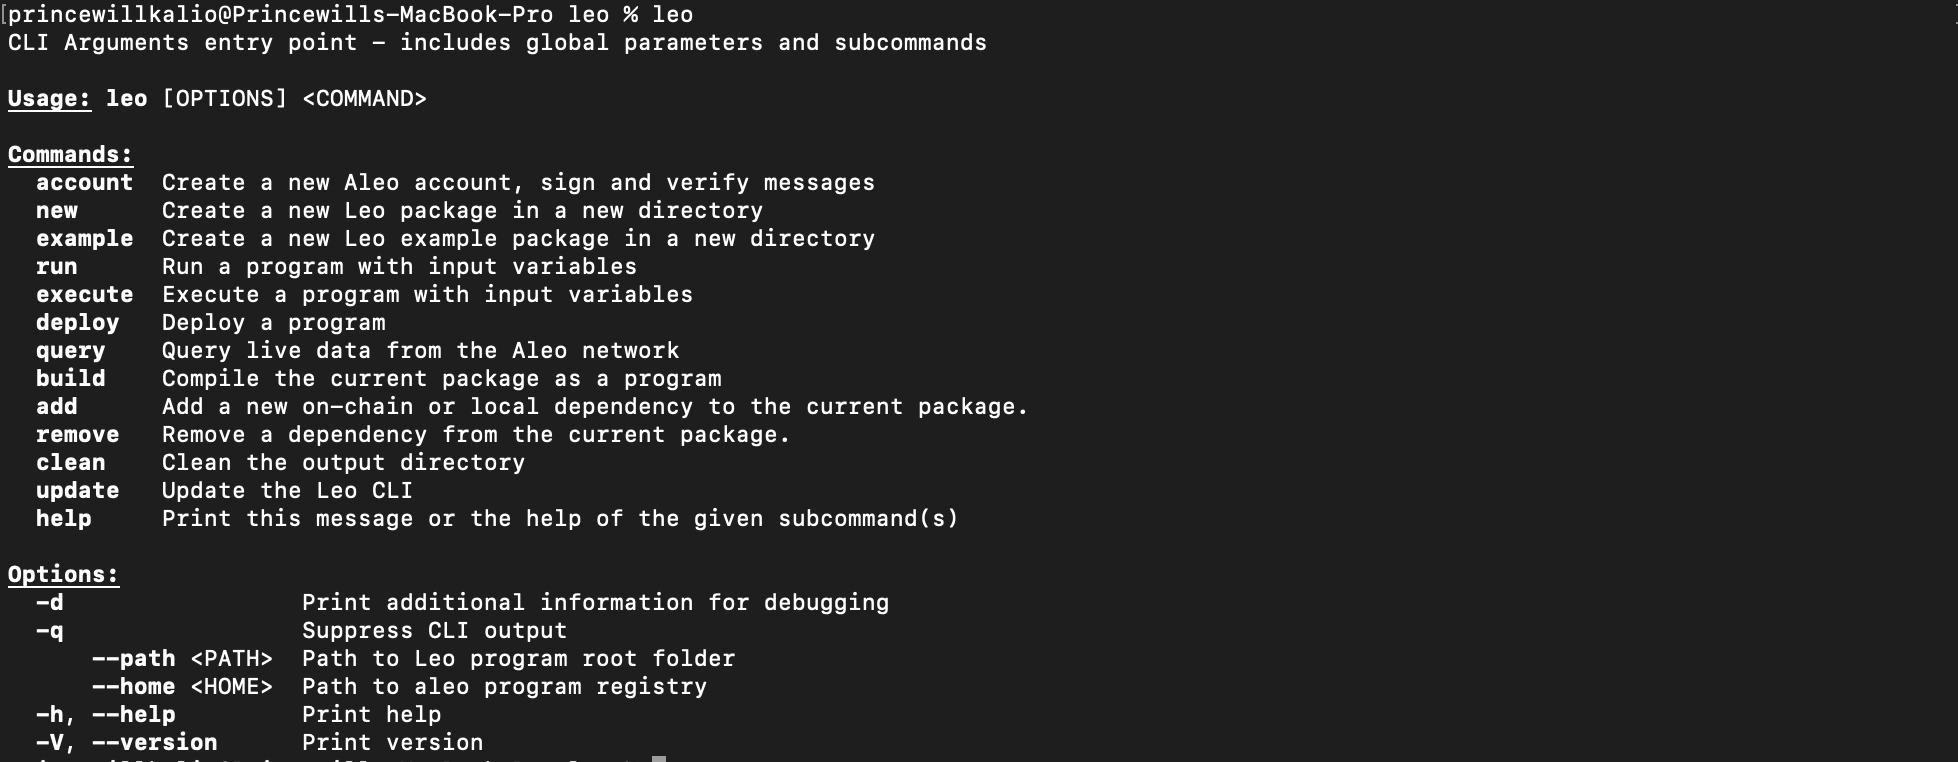 princewillkalio@Princewills-MacBook-Pro leo % leo
CLI Arguments entry point - includes global parameters and subcommands
Usage: leo [OPTIONS] <COMMAND>
Commands:
account Create a new Aleo account, sign and verify messages
new Create a new Leo package in a new directory
example Create a new Leo example package in a new directory
run Run a program with input variables
execute Execute a program with input variables
deploy Deploy a program
query Query live data from the Aleo network
build Compile the current package as a program
add Add a new on-chain or local dependency to the current package.
remove Remove a dependency from the current package.
clean Clean the output directory
update Update the Leo CLI
help Print this message or the help of the given subcommand(s)
Options:
-d Print additional information for debugging
-q Suppress CLI output
--path <PATH> Path to Leo program root folder
--home <HOME> Path to aleo program registry
-h, --help Print help
-V, --version Print version